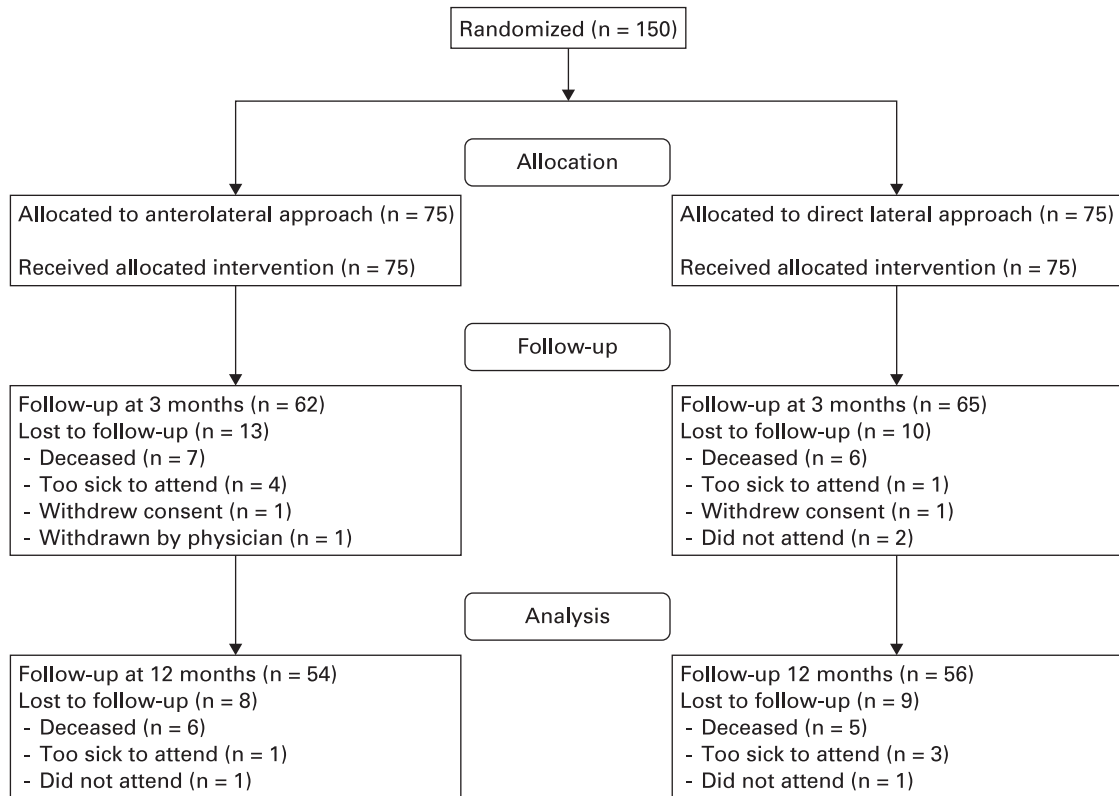 Randomized (n = 150)
Allocation
Allocated to anterolateral approach (n = 75)
Received allocated intervention (n = 75)
Allocated to direct lateral approach (n = 75)
Received allocated intervention (n = 75)
Follow-up
Follow-up at 3 months (n = 62)
Lost to follow-up (n = 13)
- Deceased (n = 7)
- Too sick to attend (n = 4)
- Withdrew consent (n = 1)
- Withdrawn by physician (n = 1)
Follow-up at 3 months (n = 65)
Lost to follow-up (n = 10)
- Deceased (n = 6)
- Too sick to attend (n = 1)
- Withdrew consent (n = 1)
- Did not attend (n = 2)
Analysis
Follow-up at 12 months (n = 54)
Lost to follow-up (n = 8)
- Deceased (n = 6)
- Too sick to attend (n = 1)
- Did not attend (n = 1)
Follow-up 12 months (n = 56)
Lost to follow-up (n = 9)
- Deceased (n = 5)
- Too sick to attend (n = 3)
- Did not attend (n = 1)